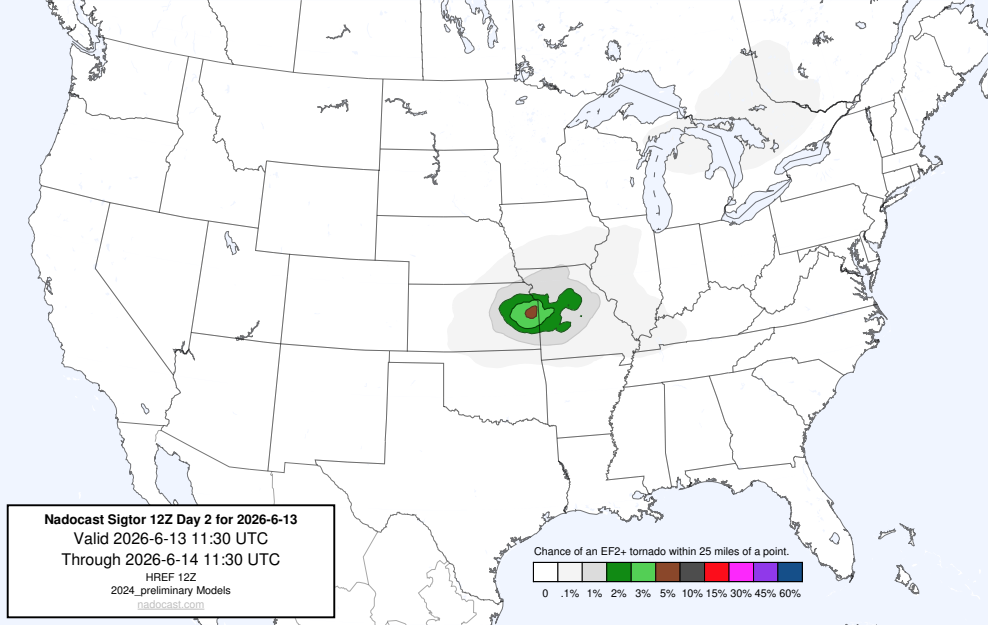 Nadocast Sigtor 12Z Day 2 for 2026-6-13
Valid 2026-6-13 11:30 UTC
Through 2026-6-14 11:30 UTC
HREF 12Z
2024_preliminary Models
nadocast.com
Chance of an EF2+ tornado within 25 miles of a point.
0 .1% 1% 2% 3% 5% 10% 15% 30% 45% 60%